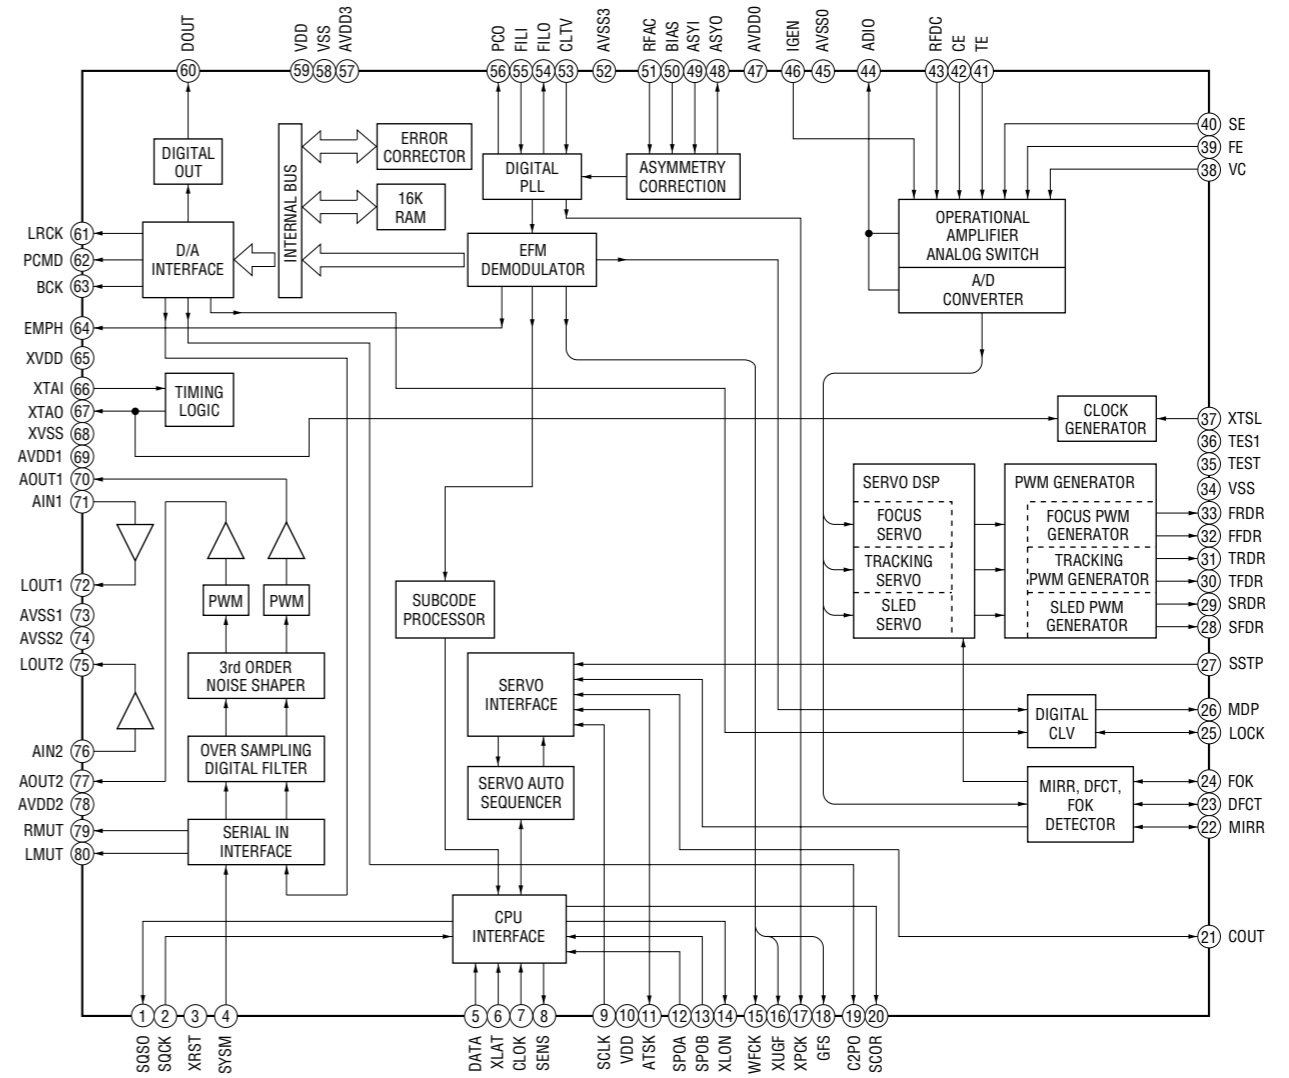 DOUT
VDD
VSS
AVDD3
PCO
FILI
FILO
CLTV
AVSS3
RFAC
BIAS
ASYI
ASYO
AVDD0
IGEN
AVSS0
ADIO
RFDC
CE
TE
60
59
58
57
56
55
54
53
52
51
50
49
48
47
46
45
44
43
42
41
40 SE
39 FE
38 VC
DIGITAL
OUT
INTERNAL BUS
ERROR
CORRECTOR
16K
RAM
DIGITAL
PLL
ASYMMETRY
CORRECTION
OPERATIONAL
AMPLIFIER
ANALOG SWITCH
A/D
CONVERTER
LRCK 61
PCMD 62
BCK 63
D/A
INTERFACE
EFM
DEMODULATOR
EMPH 64
XVDD 65
XTAI 66
XTAO 67
XVSS 68
AVDD1 69
AOUT1 70
AIN1 71
TIMING
LOGIC
CLOCK
GENERATOR
37 XTSL
36 TES1
35 TEST
34 VSS
33 FRDR
32 FFDR
31 TRDR
30 TFDR
29 SRDR
28 SFDR
27 SSTP
26 MDP
25 LOCK
24 FOK
23 DFCT
22 MIRR
21 COUT
SERVO DSP
FOCUS
SERVO
TRACKING
SERVO
SLED
SERVO
PWM GENERATOR
FOCUS PWM
GENERATOR
TRACKING
PWM GENERATOR
SLED PWM
GENERATOR
LOUT1 72
AVSS1 73
AVSS2 74
LOUT2 75
AIN2 76
AOUT2 77
AVDD2 78
RMUT 79
LMUT 80
PWM
PWM
3rd ORDER
NOISE SHAPER
OVER SAMPLING
DIGITAL FILTER
SERIAL IN
INTERFACE
SUBCODE
PROCESSOR
SERVO
INTERFACE
SERVO AUTO
SEQUENCER
CPU
INTERFACE
DIGITAL
CLV
MIRR, DFCT,
FOK
DETECTOR
1
2
3
4
5
6
7
8
9
10
11
12
13
14
15
16
17
18
19
20
SQSO
SQCK
XRST
SYSM
DATA
XLAT
CLOK
SENS
SCLK
VDD
ATSK
SPOA
SPOB
XLON
WFCK
XUGF
XPCK
GFS
C2PO
SCOR